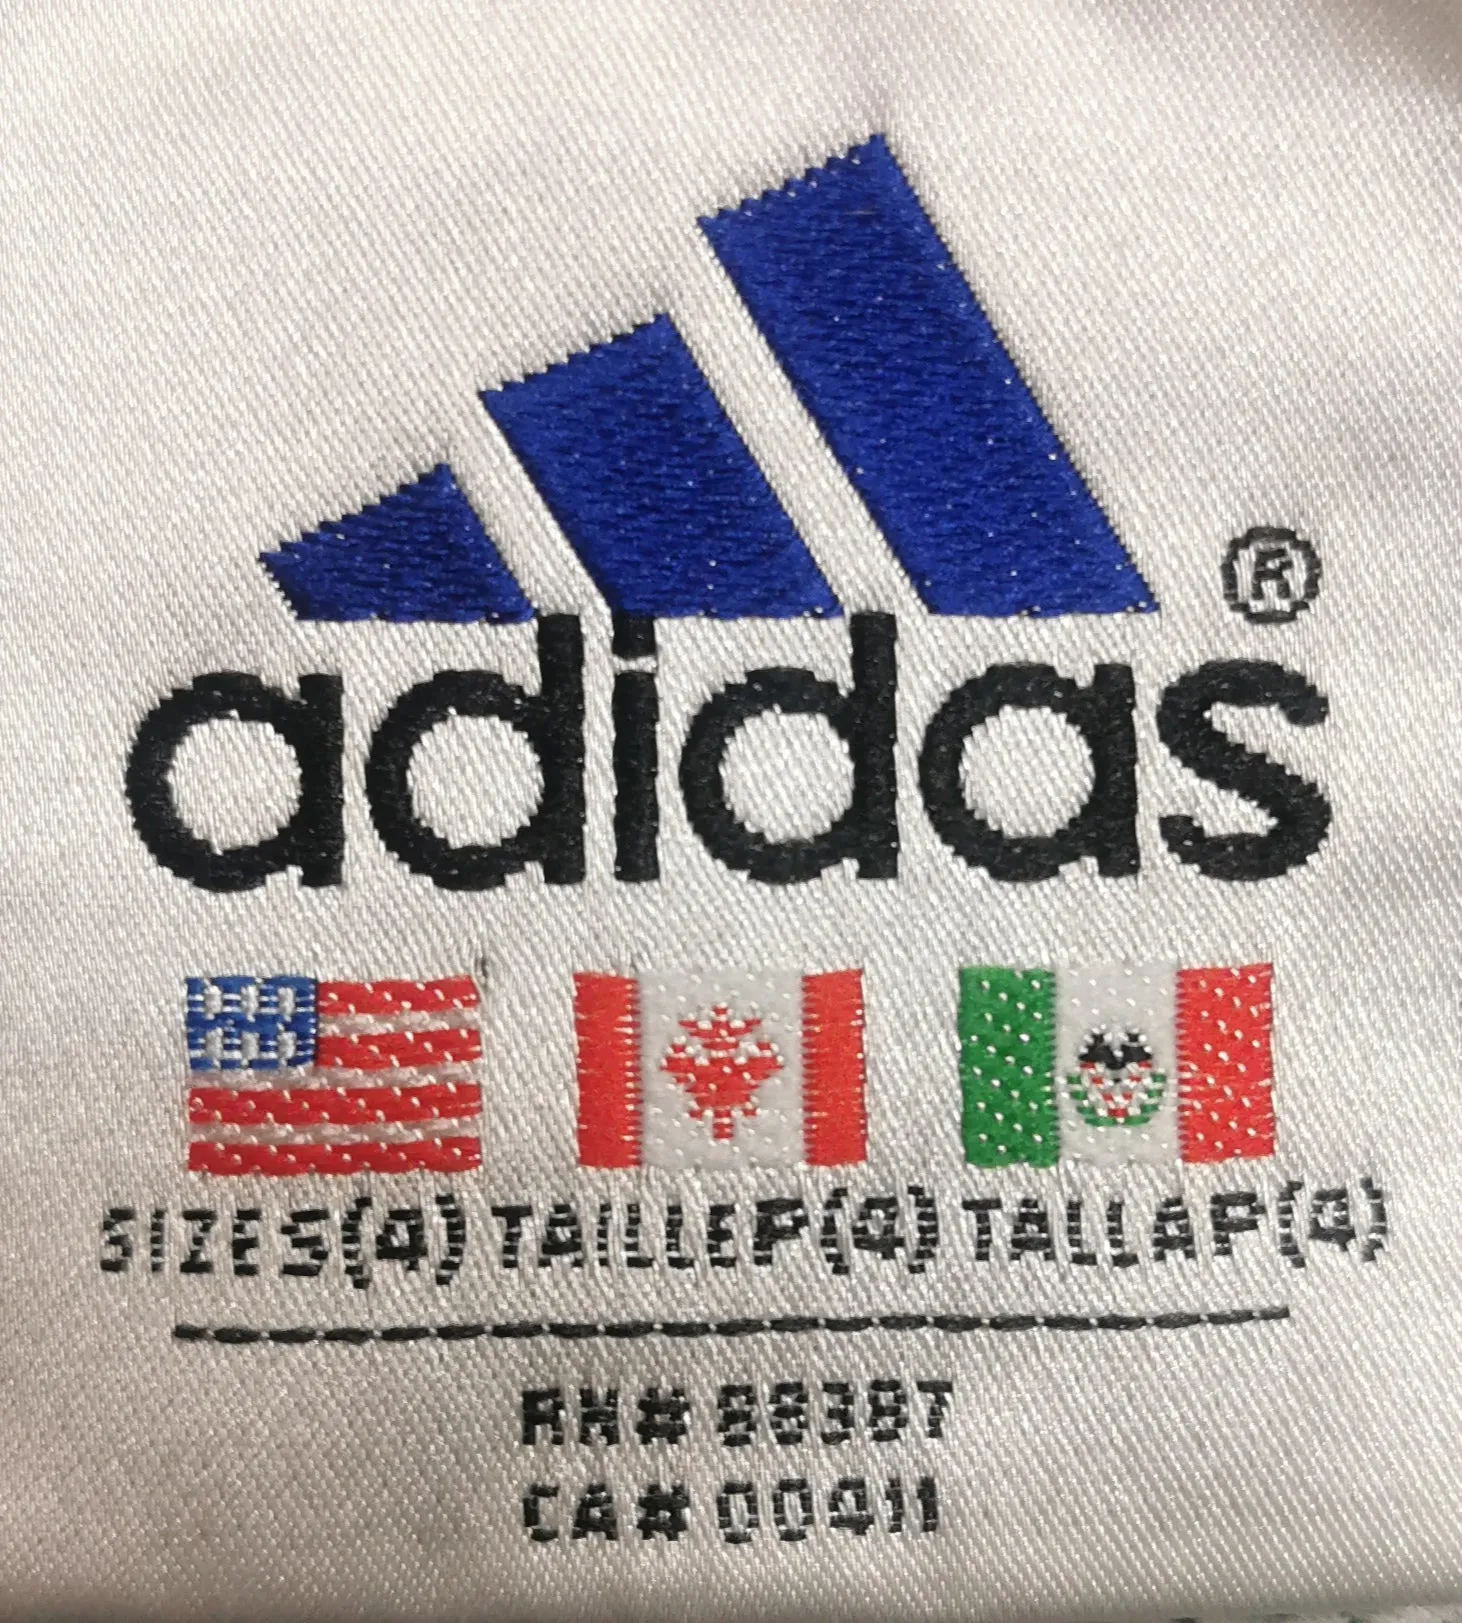 adidas®
SIZE S(4) TAILLE P(4) TALLA P(4)
RN# 88387
CA# 00411